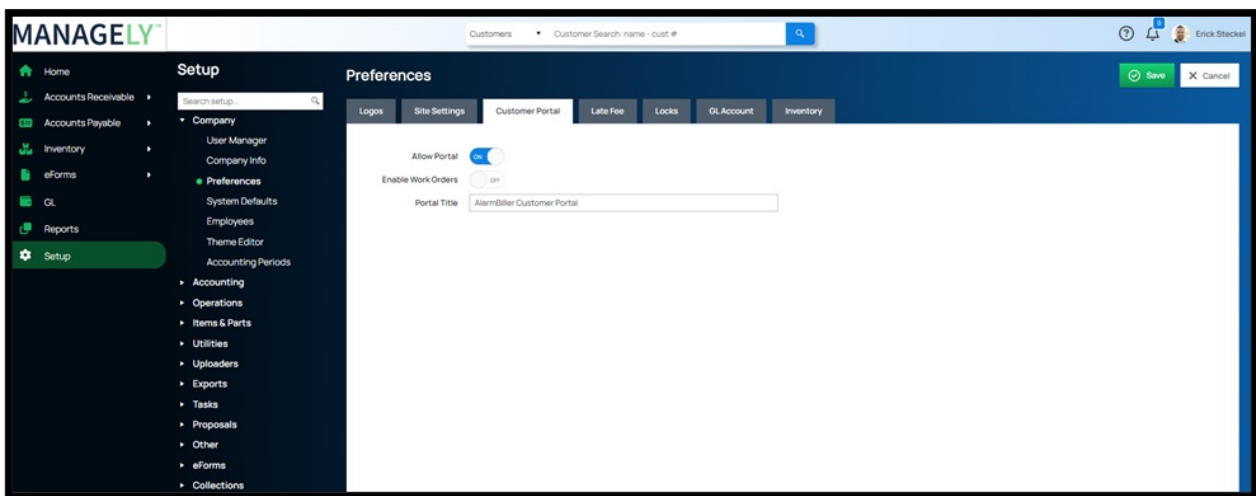 MANAGELY™
Customers
Customer Search: name - cust #
Erick Steckel
Home
Accounts Receivable
Accounts Payable
Inventory
eForms
GL
Reports
Setup
Setup
Search setup...
Company
User Manager
Company Info
Preferences
System Defaults
Employees
Theme Editor
Accounting Periods
Accounting
Operations
Items & Parts
Utilities
Uploaders
Exports
Tasks
Proposals
Other
eForms
Collections
Preferences
Save
Cancel
Logos
Site Settings
Customer Portal
Late Fee
Locks
GL Account
Inventory
Allow Portal
ON
Enable Work Orders
OFF
Portal Title
AlarmBiller Customer Portal